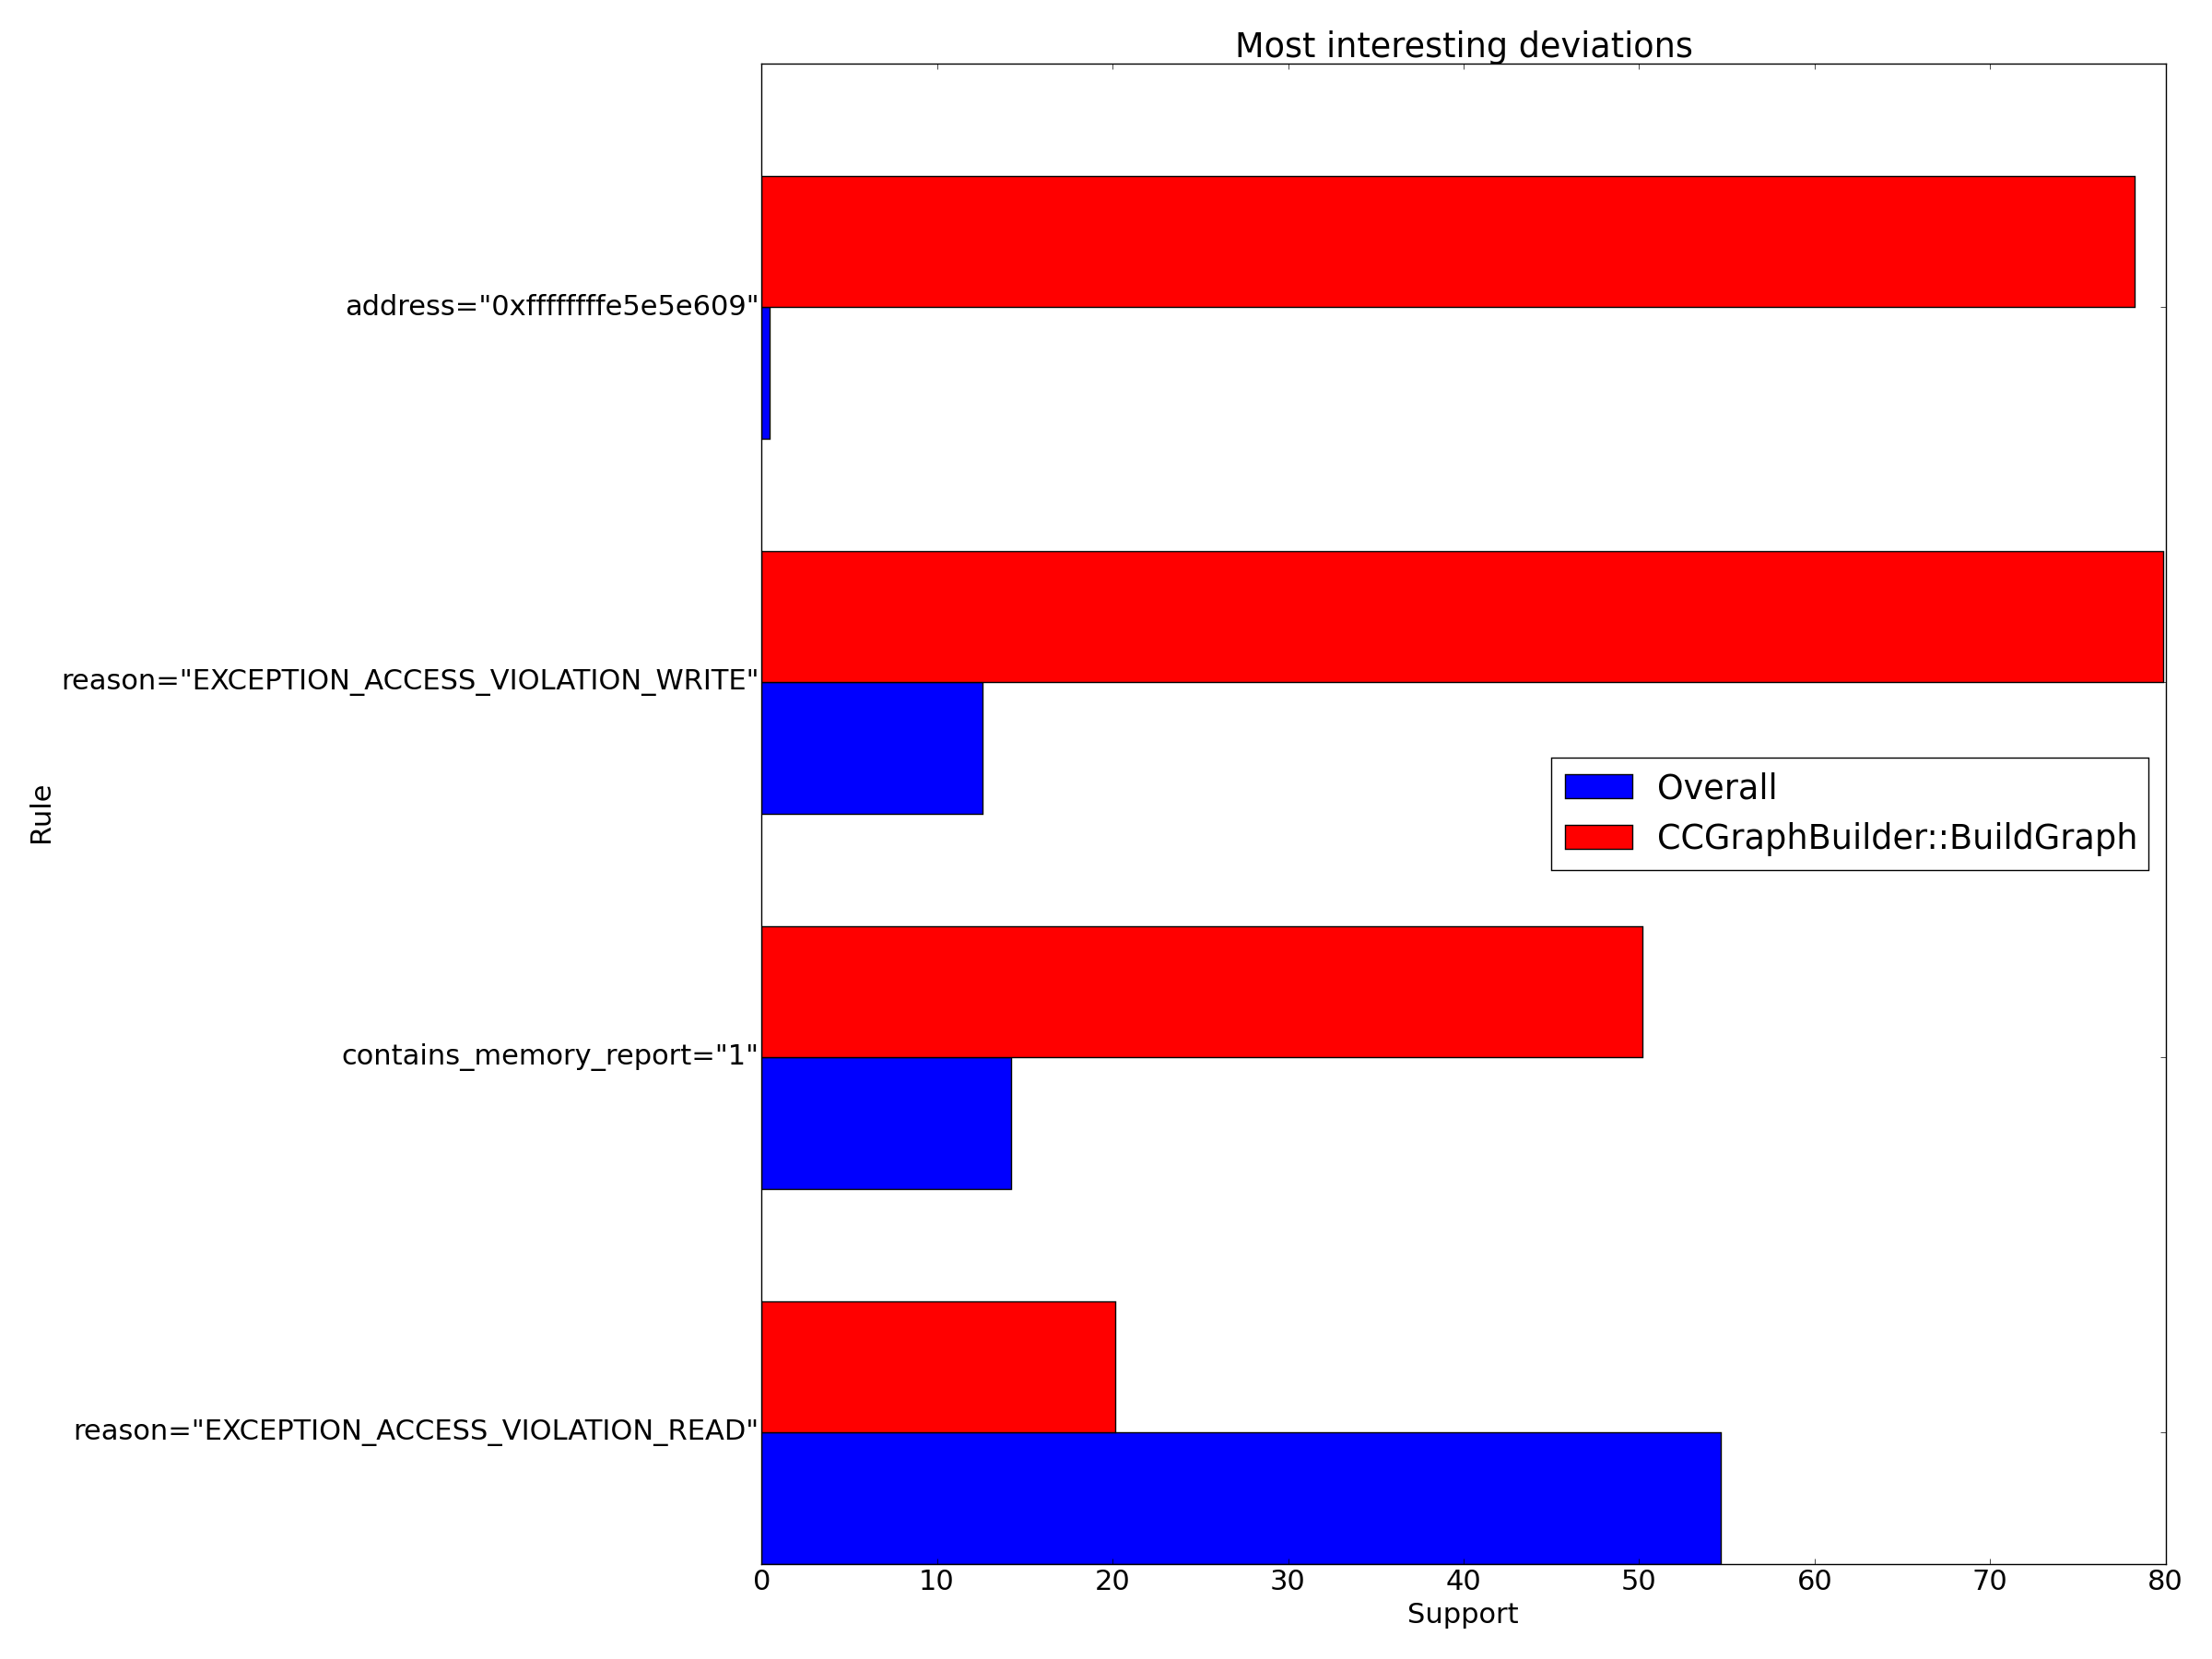 Most interesting deviations
address="0xffffffffe5e5e609"
reason="EXCEPTION_ACCESS_VIOLATION_WRITE"
contains_memory_report="1"
reason="EXCEPTION_ACCESS_VIOLATION_READ"
Rule
Overall
CCGraphBuilder::BuildGraph
0 10 20 30 40 50 60 70 80
Support